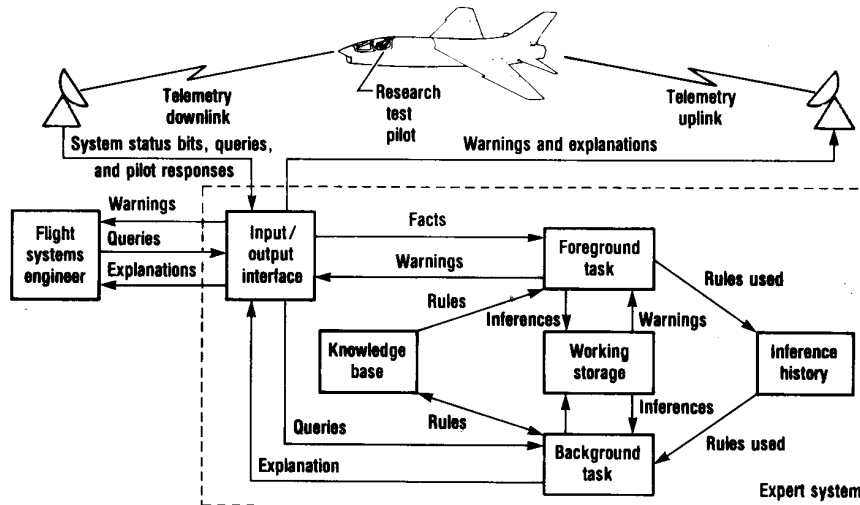 Telemetry
downlink
Research
test
pilot
Telemetry
uplink
System status bits, queries,
and pilot responses
Warnings and explanations
Warnings
Queries
Explanations
Flight
systems
engineer
Input/
output
interface
Facts
Warnings
Foreground
task
Rules
Inferences
Warnings
Rules used
Knowledge
base
Working
storage
Inference
history
Rules
Inferences
Rules used
Queries
Explanation
Background
task
Expert system